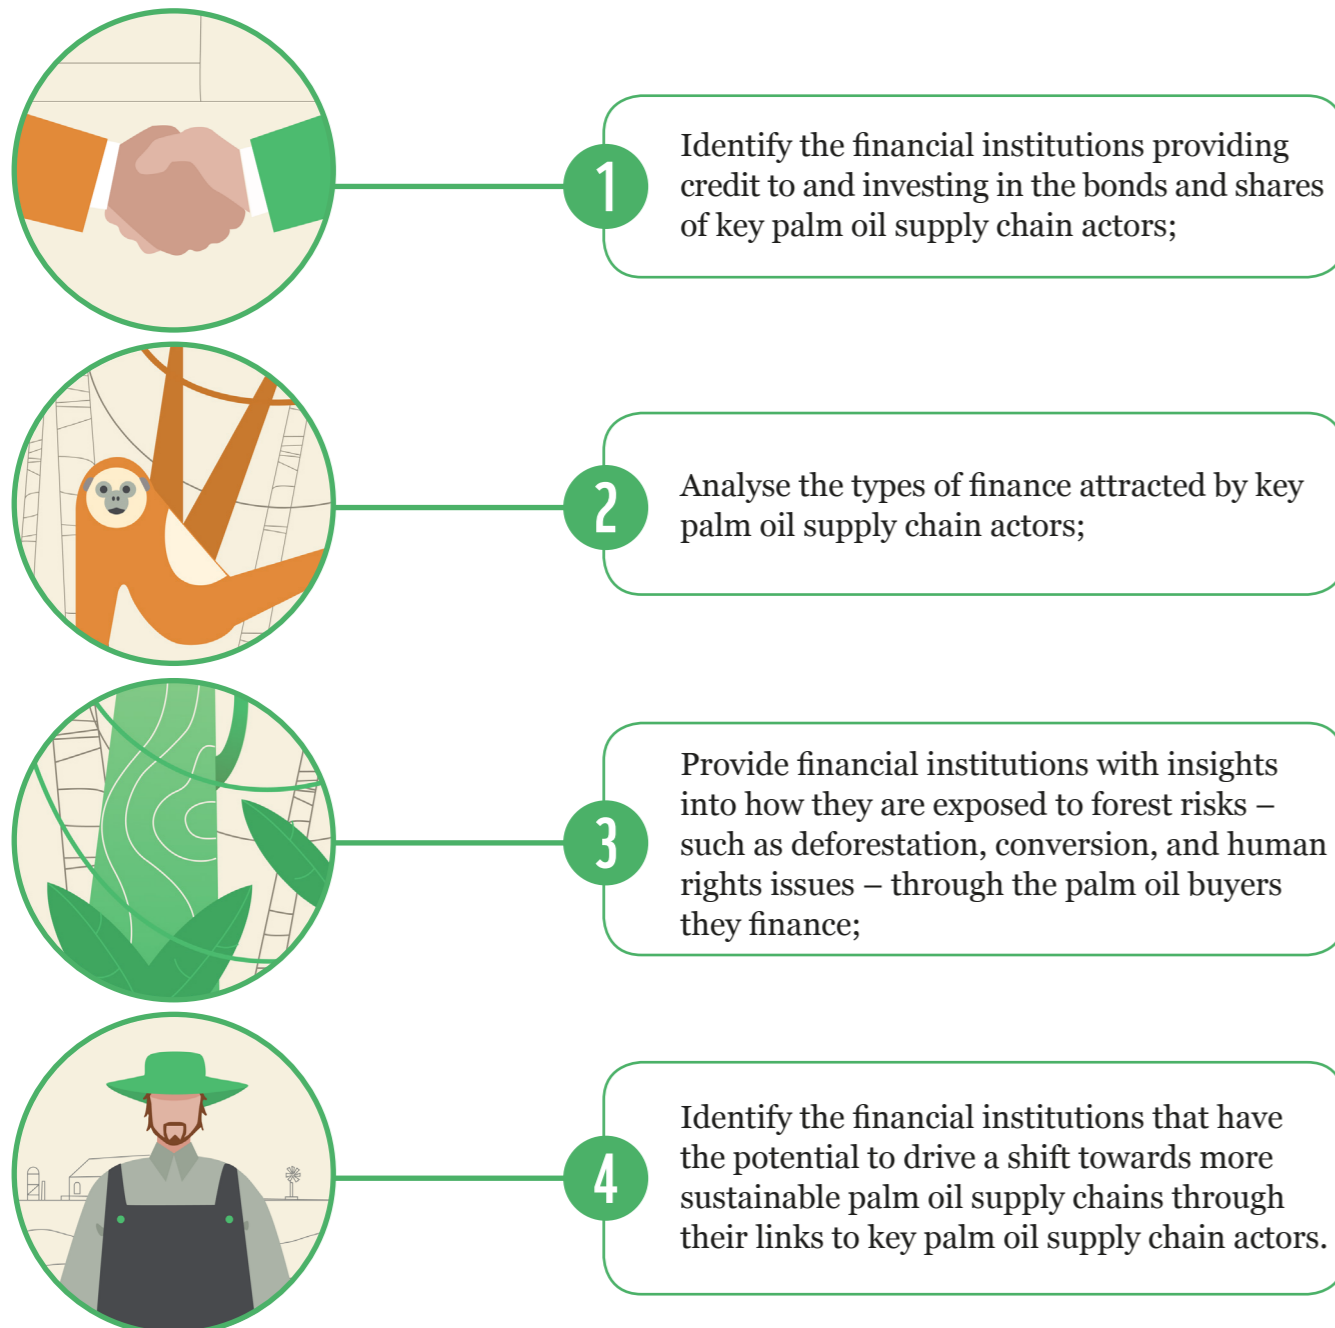 1
Identify the financial institutions providing
credit to and investing in the bonds and shares
of key palm oil supply chain actors;
2
Analyse the types of finance attracted by key
palm oil supply chain actors;
3
Provide financial institutions with insights
into how they are exposed to forest risks –
such as deforestation, conversion, and human
rights issues – through the palm oil buyers
they finance;
4
Identify the financial institutions that have
the potential to drive a shift towards more
sustainable palm oil supply chains through
their links to key palm oil supply chain actors.